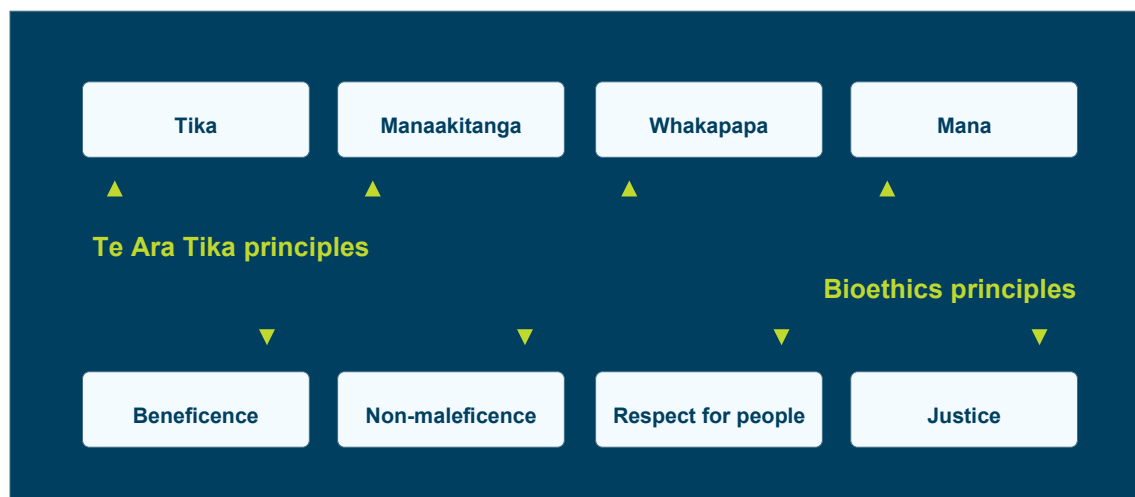 Tika
Manaakitanga
Whakapapa
Mana
Te Ara Tika principles
Bioethics principles
Beneficence
Non-maleficence
Respect for people
Justice